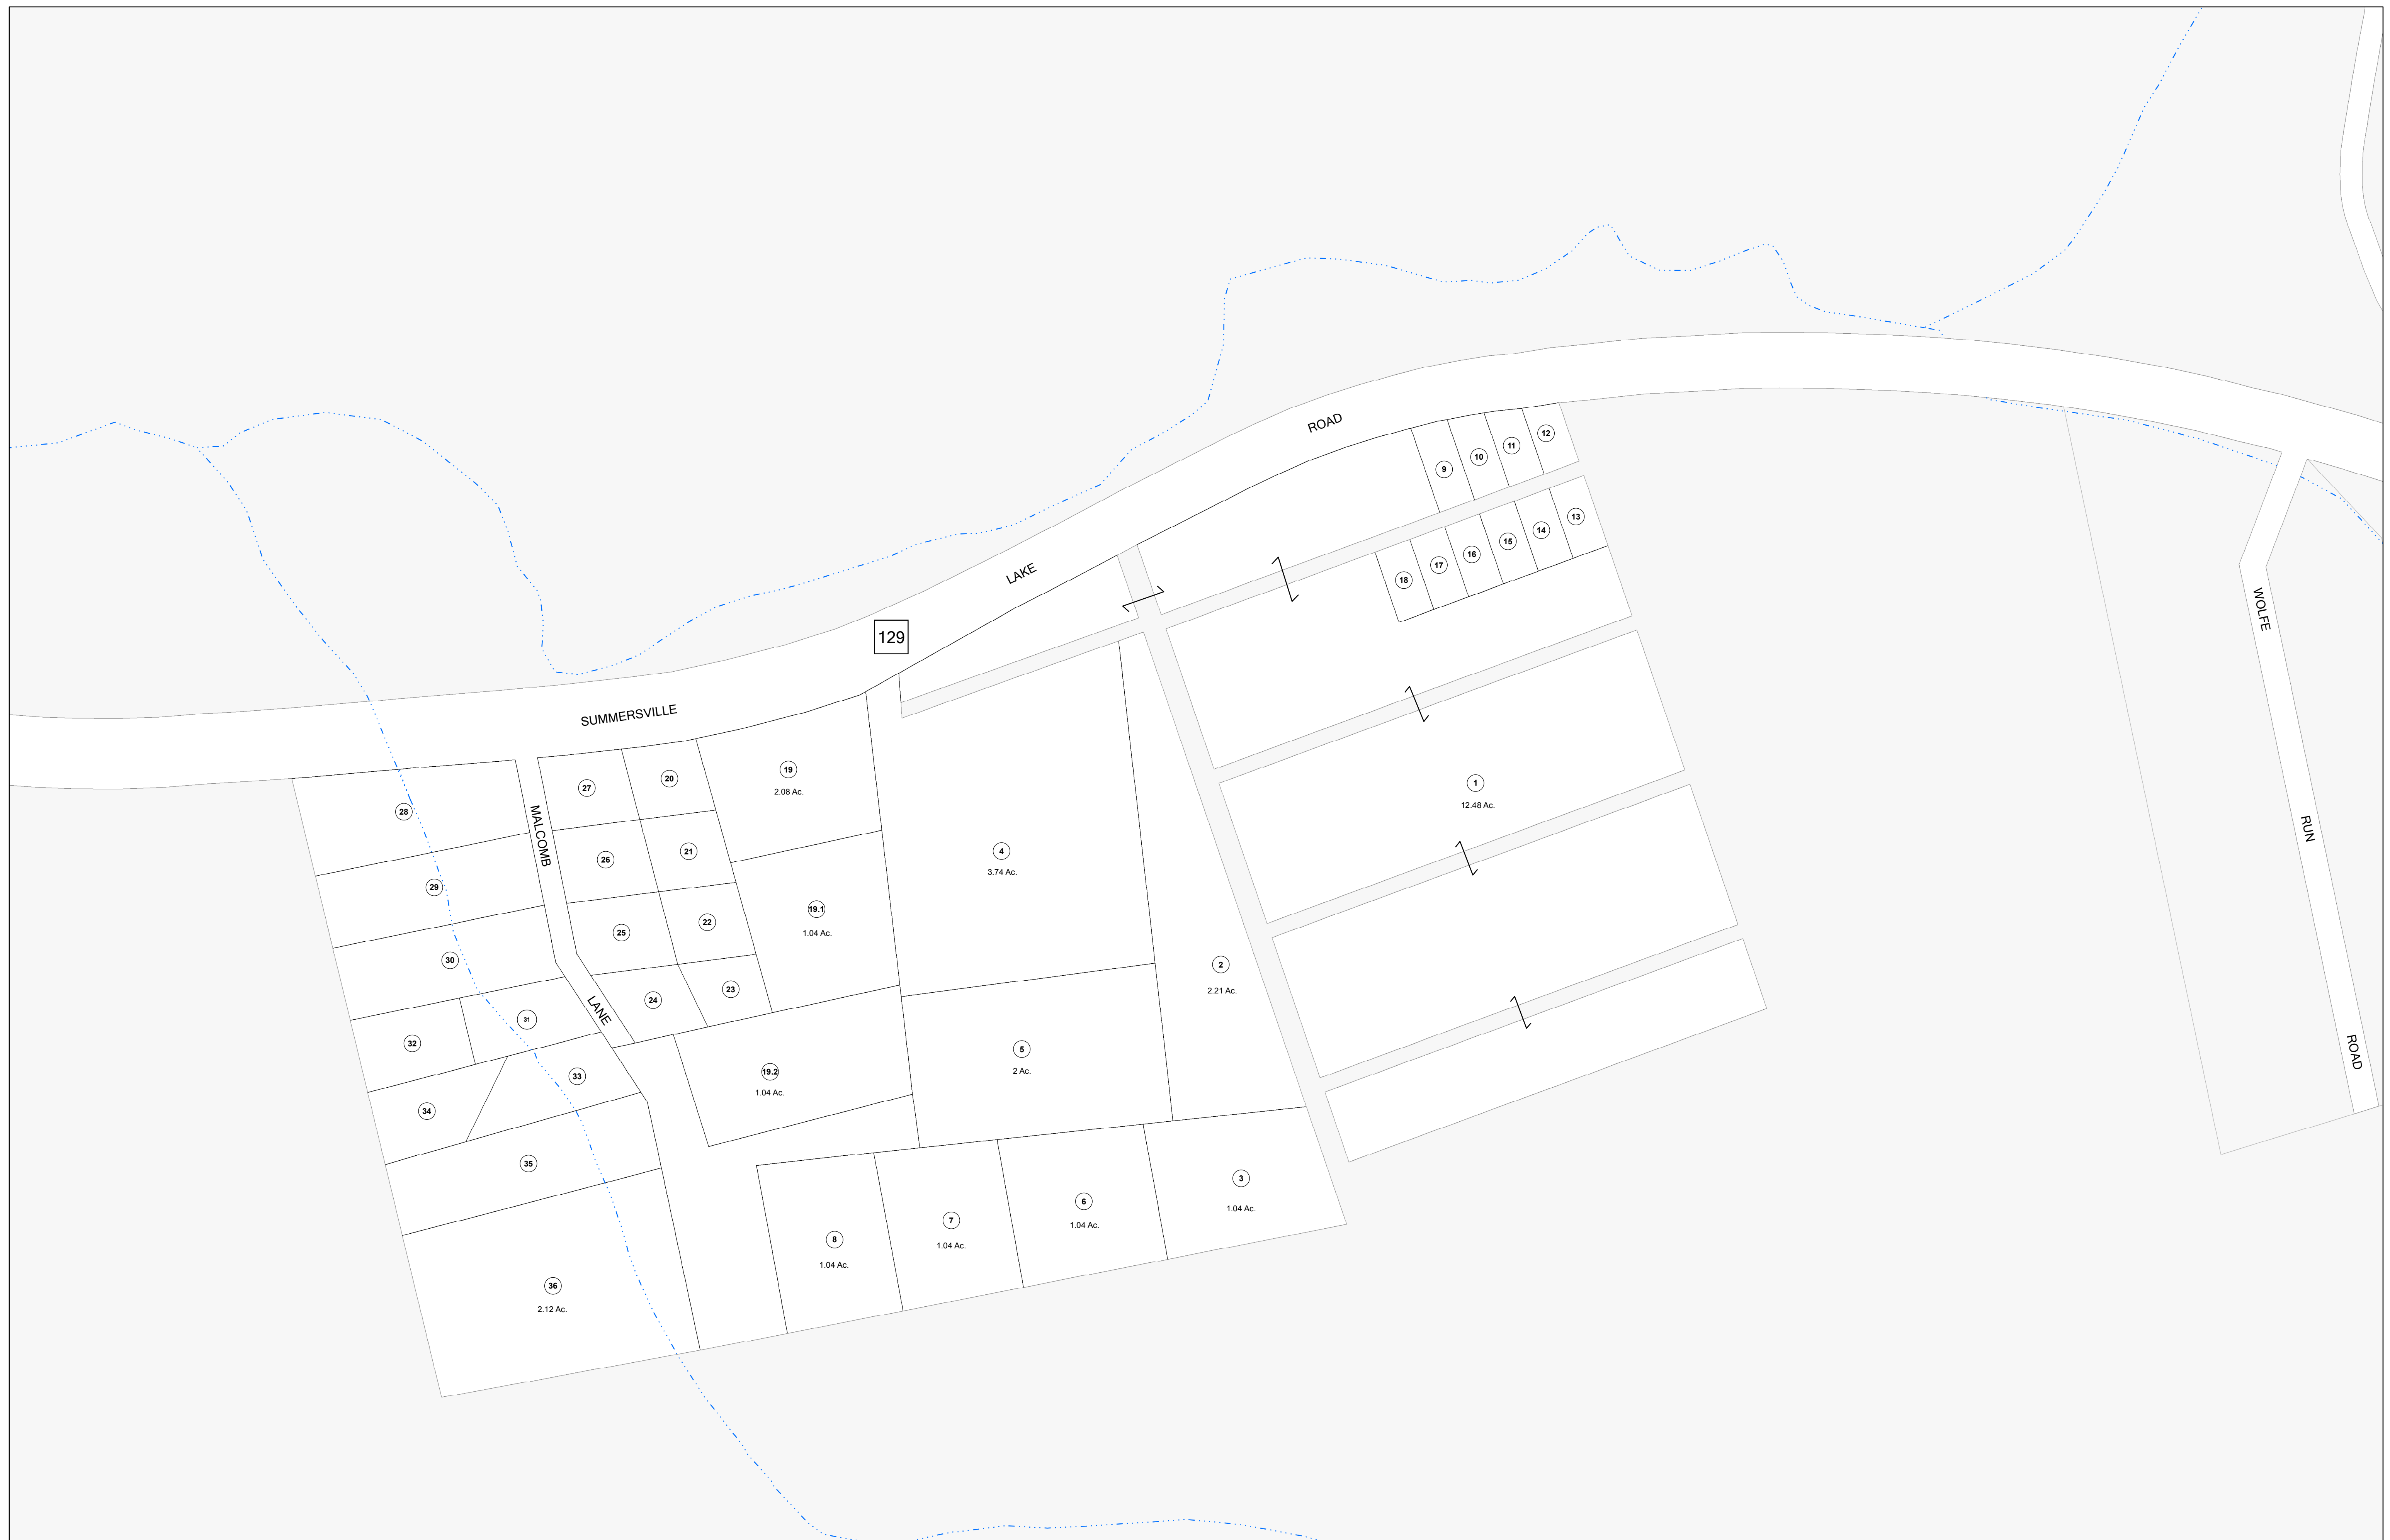 ROAD
12
11
10
9
13
14
15
16
17
18
LAKE
WOLFE
129
SUMMERSVILLE
19
2.08 Ac.
20
27
1
12.48 Ac.
28
MALCOMB
RUN
4
3.74 Ac.
21
26
29
19.1
1.04 Ac.
22
25
30
2
2.21 Ac.
23
24
LANE
31
32
5
2 Ac.
ROAD
19.2
1.04 Ac.
33
34
35
3
1.04 Ac.
6
1.04 Ac.
7
1.04 Ac.
8
1.04 Ac.
36
2.12 Ac.